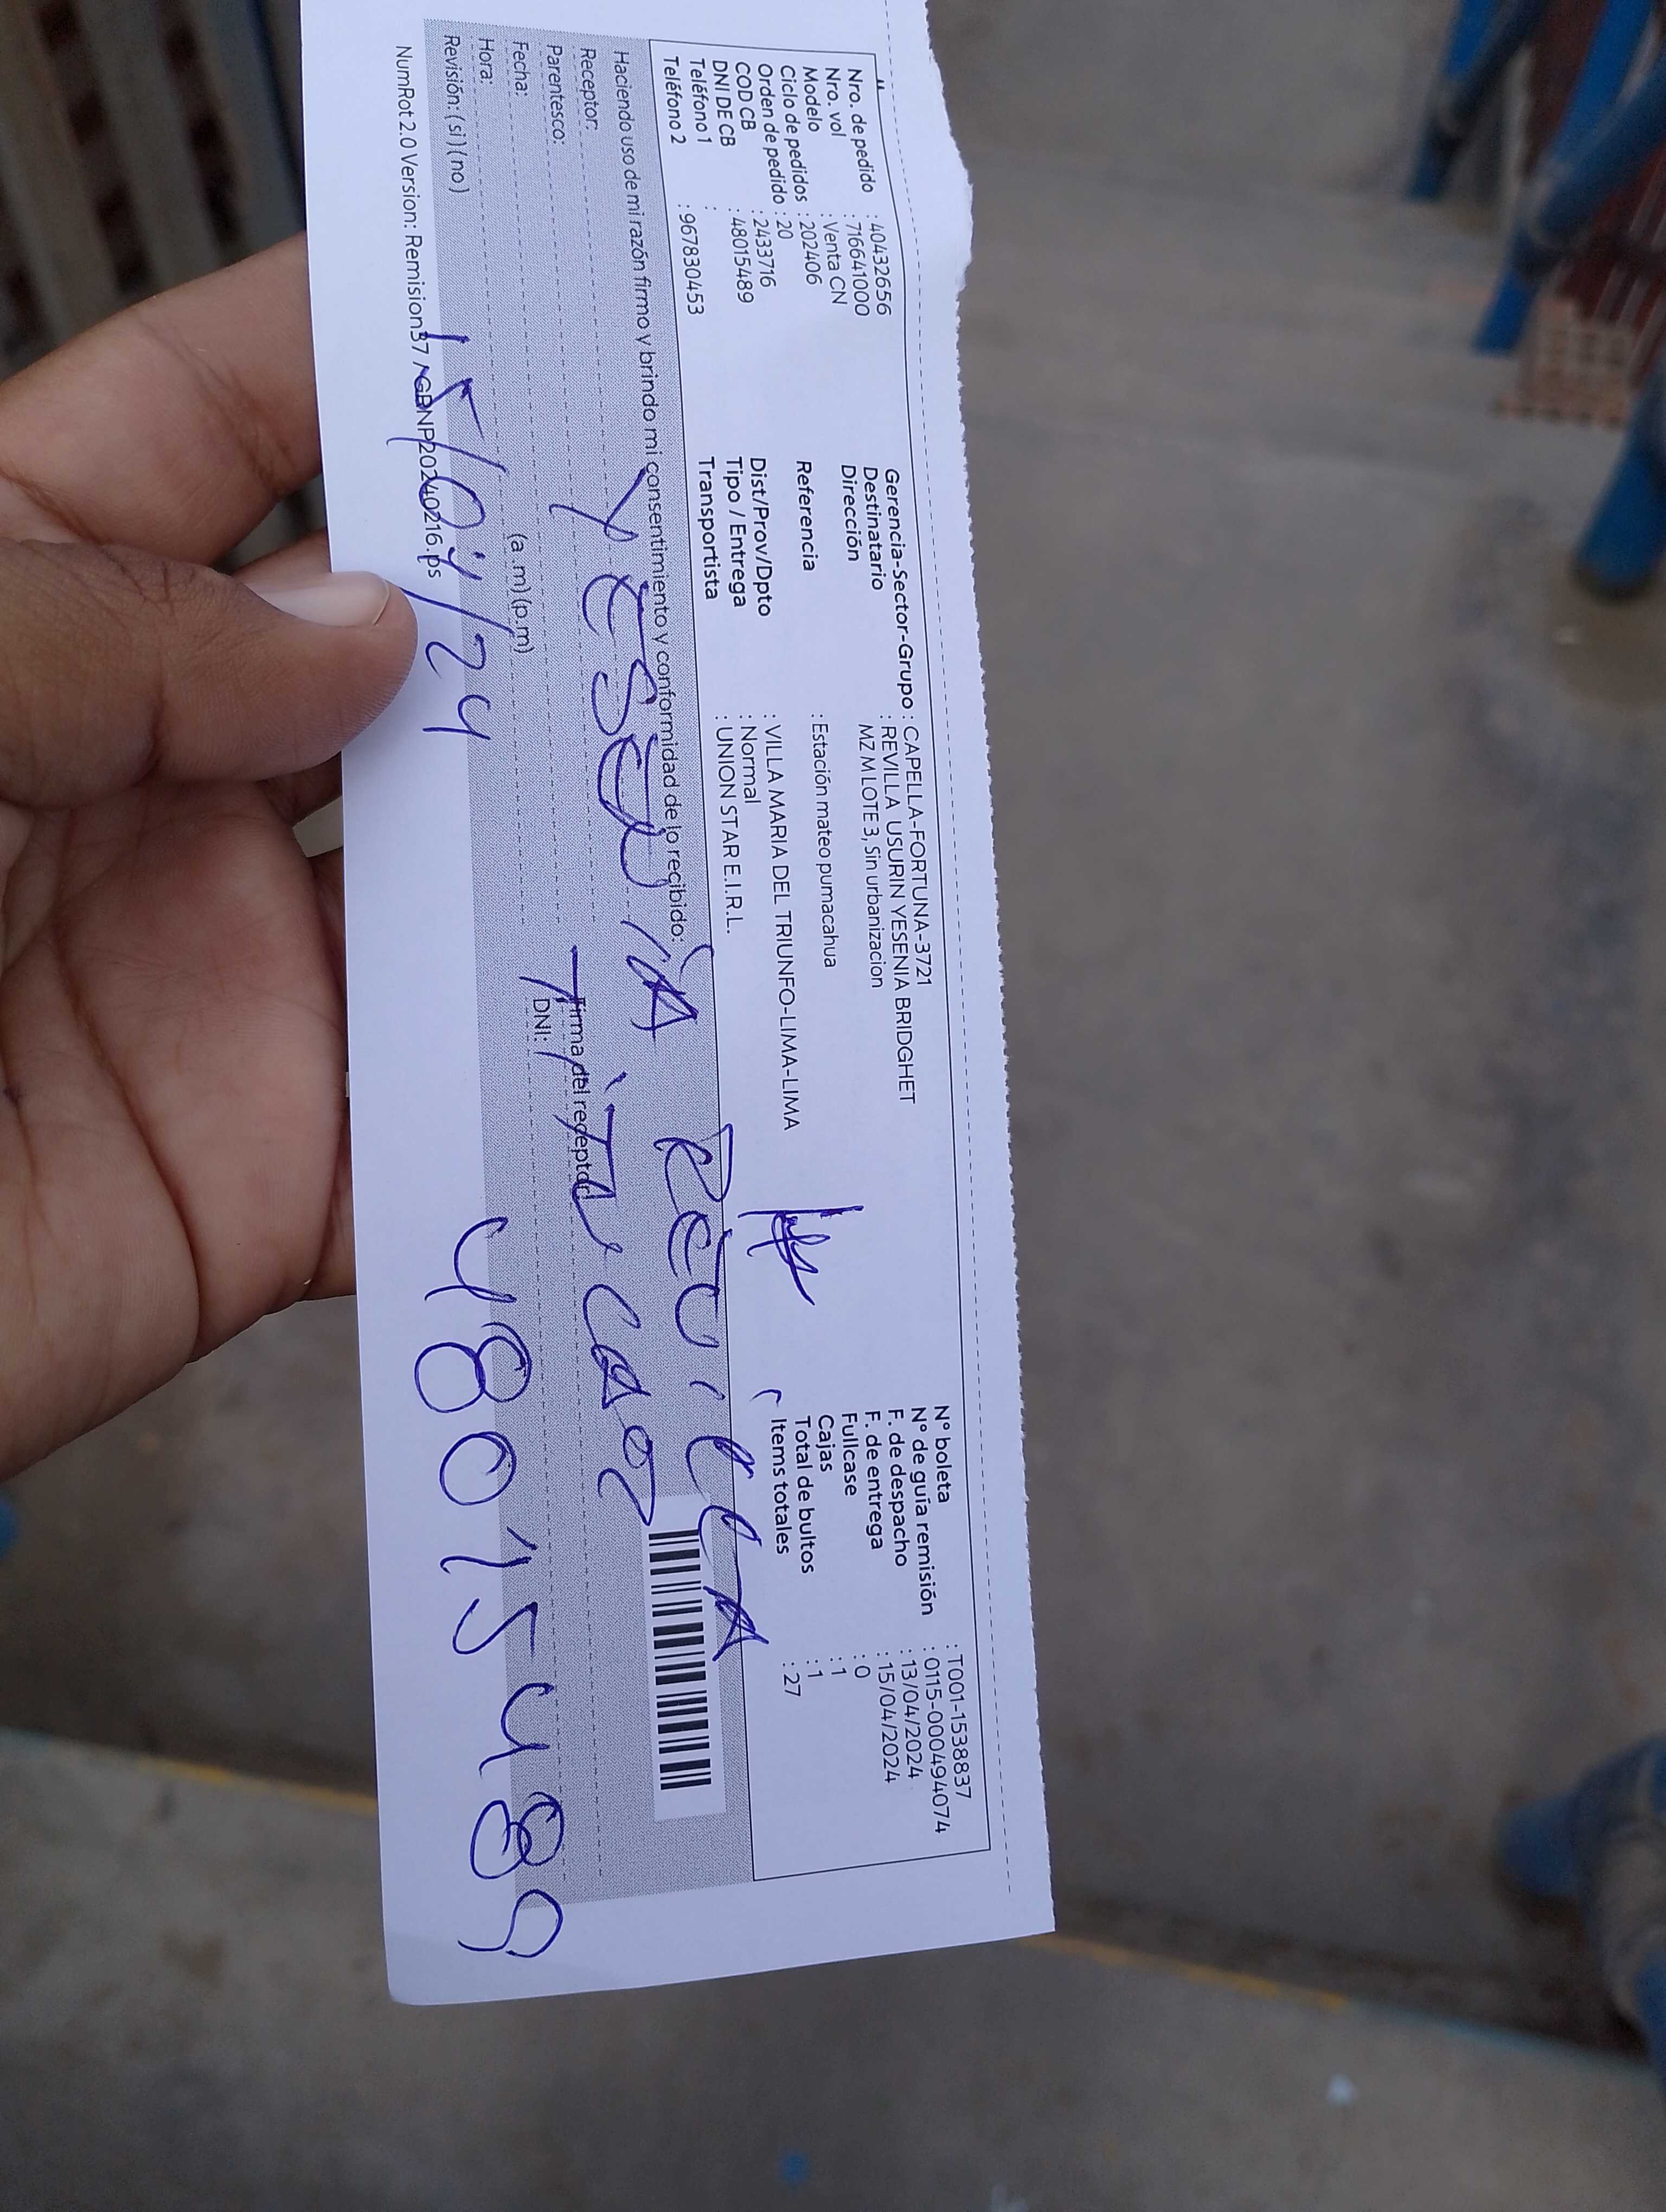 Nro. de pedido : 40432656
Nro. vol : 716641000
Modelo : Venta CN
Ciclo de pedidos : 202406
Orden de pedido : 20
COD CB : 2433716
DNI DE CB : 48015489
Teléfono 1 :
Teléfono 2 : 967830453
Gerencia-Sector-Grupo : CAPELLA-FORTUNA-3721
Destinatario : REVILLA USURIN YESENIA BRIDGHET
Dirección MZ M LOTE 3, Sin urbanizacion
Referencia : Estación mateo pumacahua
Dist/Prov/Dpto : VILLA MARIA DEL TRIUNFO-LIMA-LIMA
Tipo / Entrega : Normal
Transportista : UNION STAR E.I.R.L.
N° boleta : T001-1538837
N° de guía remisión : 0115-000494074
F. de despacho : 13/04/2024
F. de entrega : 15/04/2024
Fullcase : 0
Cajas : 1
Total de bultos : 1
Items totales : 27
Haciendo uso de mi razón firmo y brindo mi consentimiento y conformidad de lo recibido:
Receptor: Yesenia Revilla
Parentesco: Titular
Fecha: 15/04/24
Hora: (a.m) (p.m)
Revisión: (si) (no)
Firma del receptor
DNI: 48015489
NumRot 2.0 Version: Remision37 / GBNP20240216.ps